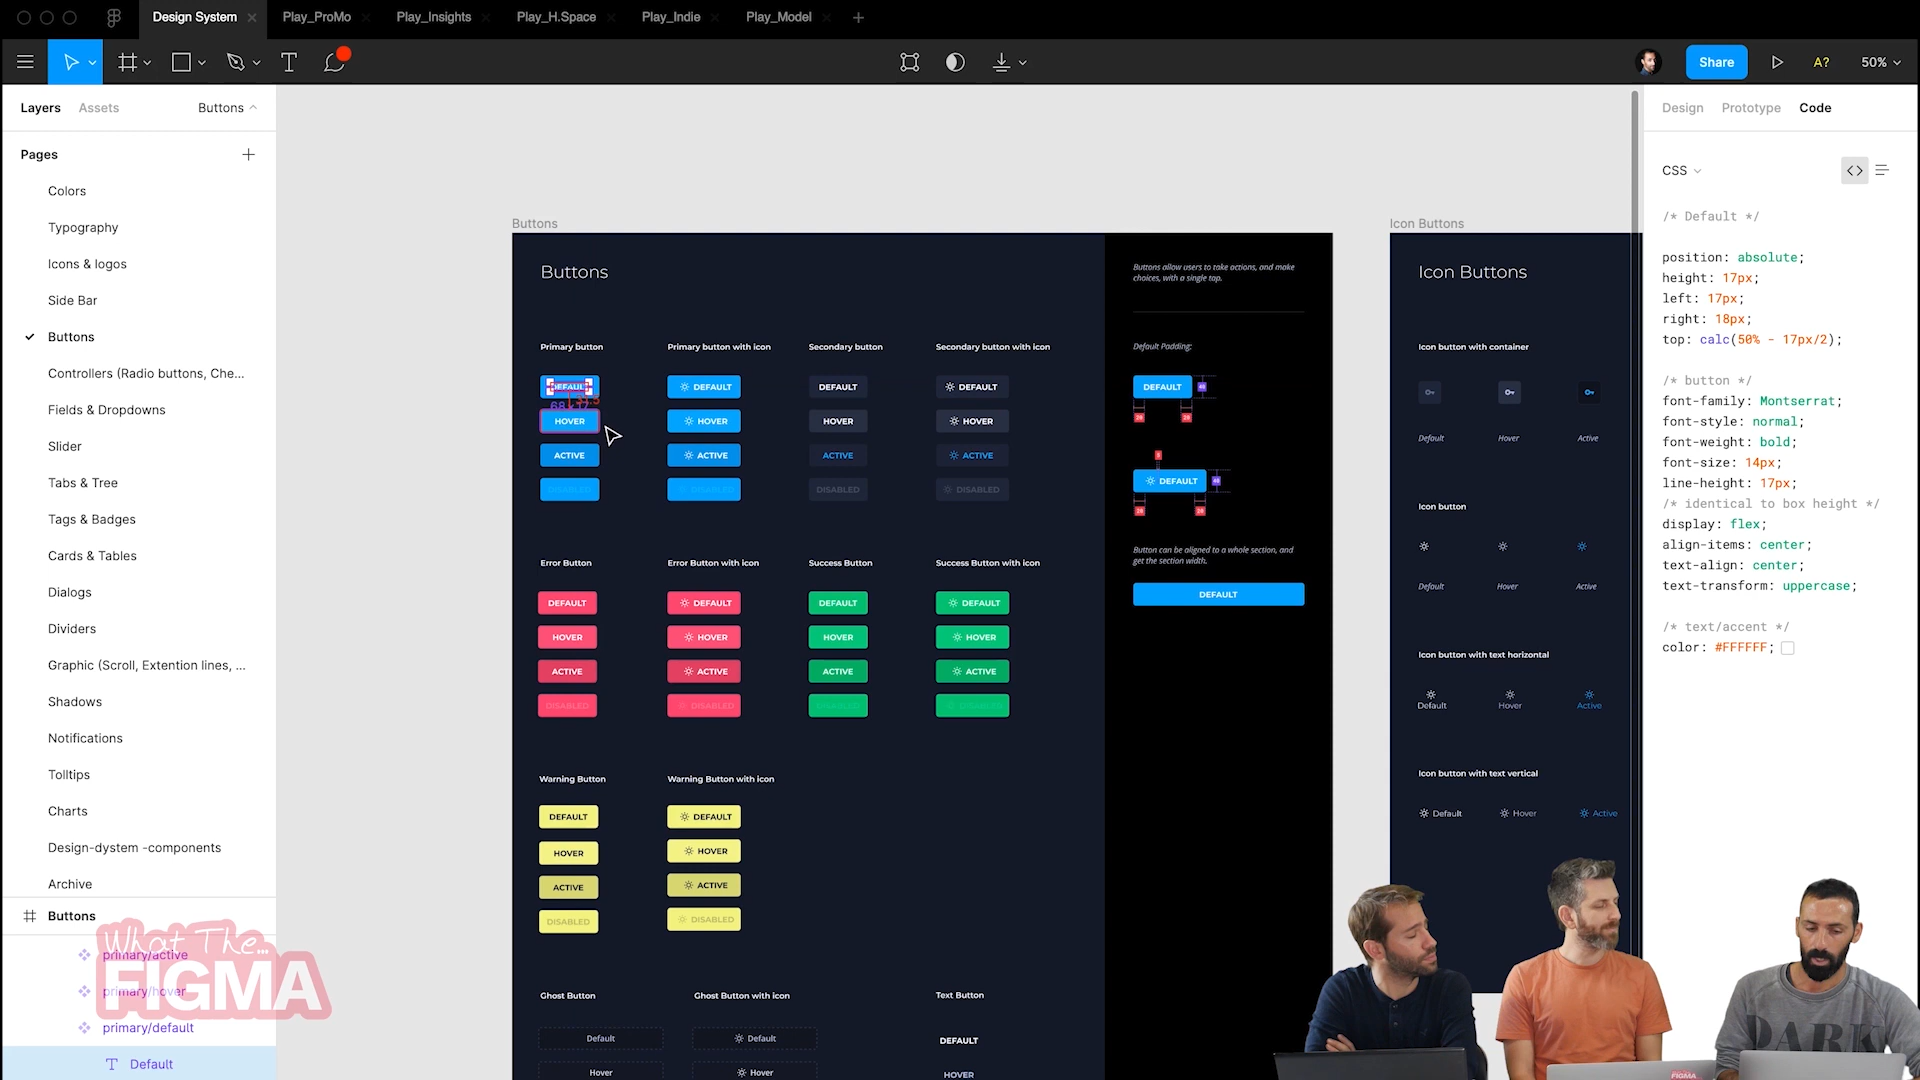 Design System
Play_ProMo
Play_Insights
Play_H.Space
Play_Indie
Play_Model
Share
A?
50%
Layers
Assets
Buttons
Pages
Colors
Typography
Icons & logos
Side Bar
Buttons
Controllers (Radio buttons, Che...
Fields & Dropdowns
Slider
Tabs & Tree
Tags & Badges
Cards & Tables
Dialogs
Dividers
Graphic (Scroll, Extention lines, ...
Shadows
Notifications
Tolltips
Charts
Design-dystem -components
Archive
Buttons
primary/active
primary/hover
primary/default
Default
What The...
FIGMA
Buttons
Buttons
Primary button
DEFAULT
HOVER
ACTIVE
DISABLED
Primary button with icon
DEFAULT
HOVER
ACTIVE
DISABLED
Secondary button
DEFAULT
HOVER
ACTIVE
DISABLED
Secondary button with icon
DEFAULT
HOVER
ACTIVE
DISABLED
Error Button
DEFAULT
HOVER
ACTIVE
DISABLED
Error Button with icon
DEFAULT
HOVER
ACTIVE
DISABLED
Success Button
DEFAULT
HOVER
ACTIVE
Success Button with icon
DEFAULT
HOVER
ACTIVE
Warning Button
DEFAULT
HOVER
ACTIVE
DISABLED
Warning Button with icon
DEFAULT
HOVER
ACTIVE
DISABLED
Ghost Button
Default
Hover
Ghost Button with icon
Default
Hover
Text Button
DEFAULT
HOVER
Buttons allow users to take actions, and make
choices, with a single tap.
Default Padding:
DEFAULT
DEFAULT
Button can be aligned to a whole section, and
get the section width.
DEFAULT
Icon Buttons
Icon Buttons
Icon button with container
Default
Hover
Active
Icon button
Default
Hover
Active
Icon button with text horizontal
Default
Hover
Active
Icon button with text vertical
Default
Hover
Active
Design
Prototype
Code
CSS
/* Default */
position: absolute;
height: 17px;
left: 17px;
right: 18px;
top: calc(50% - 17px/2);
/* button */
font-family: Montserrat;
font-style: normal;
font-weight: bold;
font-size: 14px;
line-height: 17px;
/* identical to box height */
display: flex;
align-items: center;
text-align: center;
text-transform: uppercase;
/* text/accent */
color: #FFFFFF;
PARK
FIGMA